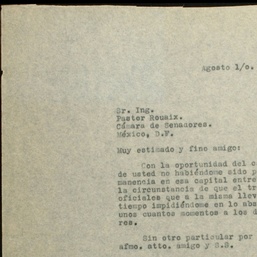 Agosto 1/o.
Sr. Ing.
Pastor Rouaix.
Cámara de Senadores.
México, D.F.
Muy estimado y fino amigo:
Con la oportunidad del
de usted no habiéndome sido p
manencia en esa capital entre
la circunstancia de que el tr
oficiales que a la misma llev
tiempo impidiéndome en lo abs
unos cuantos momentos a los d
res.
Sin otro particular por
afmo. atto. amigo y S.S.